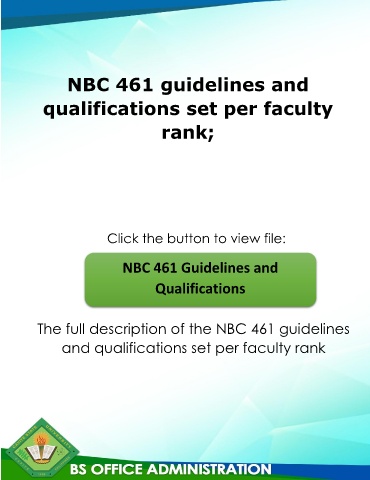 NBC 461 guidelines and
qualifications set per faculty
rank;
Click the button to view file:
NBC 461 Guidelines and
Qualifications
The full description of the NBC 461 guidelines
and qualifications set per faculty rank
BS OFFICE ADMINISTRATION